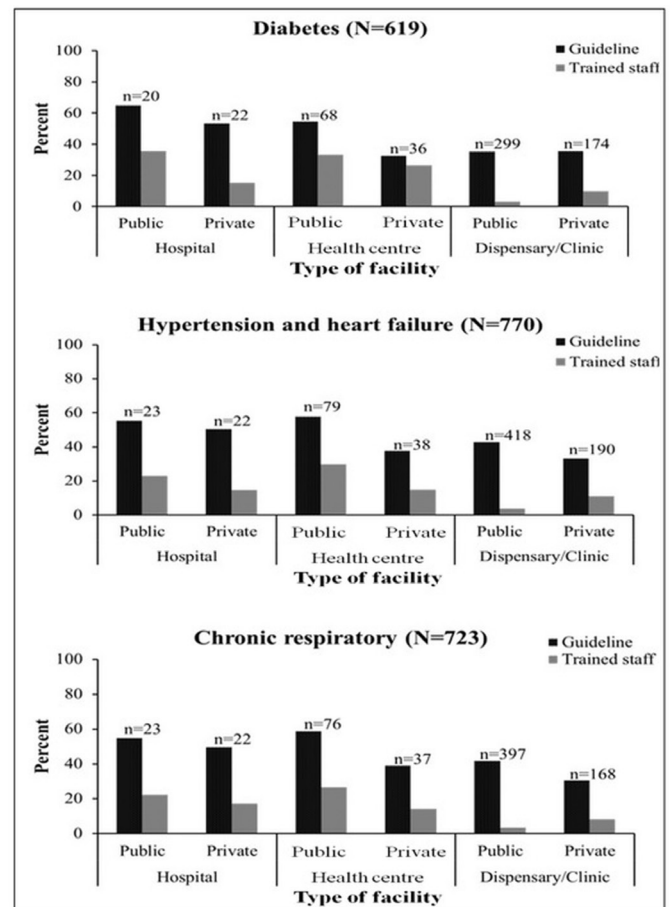 Diabetes (N=619)
Guideline
Trained staff
Percent
100
80
60
40
20
0
n=20
n=22
n=68
n=36
n=299
n=174
Public Private Public Private Public Private
Hospital Health centre Dispensary/Clinic
Type of facility
Hypertension and heart failure (N=770)
Guideline
Trained staff
Percent
100
80
60
40
20
0
n=23
n=22
n=79
n=38
n=418
n=190
Public Private Public Private Public Private
Hospital Health centre Dispensary/Clinic
Type of facility
Chronic respiratory (N=723)
Guideline
Trained staff
Percent
100
80
60
40
20
0
n=23
n=22
n=76
n=37
n=397
n=168
Public Private Public Private Public Private
Hospital Health centre Dispensary/Clinic
Type of facility